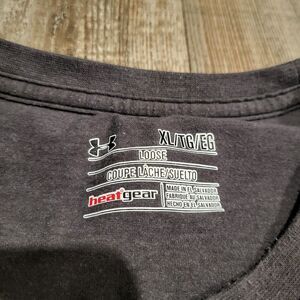 XL/TG/EG
LOOSE
COUPE LÂCHE/SUELTO
heatgear
MADE IN EL SALVADOR
FABRIQUÉ AU SALVADOR
HECHO EN EL SALVADOR